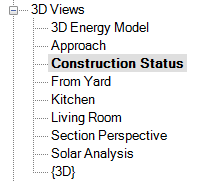 3D Views
3D Energy Model
Approach
Construction Status
From Yard
Kitchen
Living Room
Section Perspective
Solar Analysis
{3D}